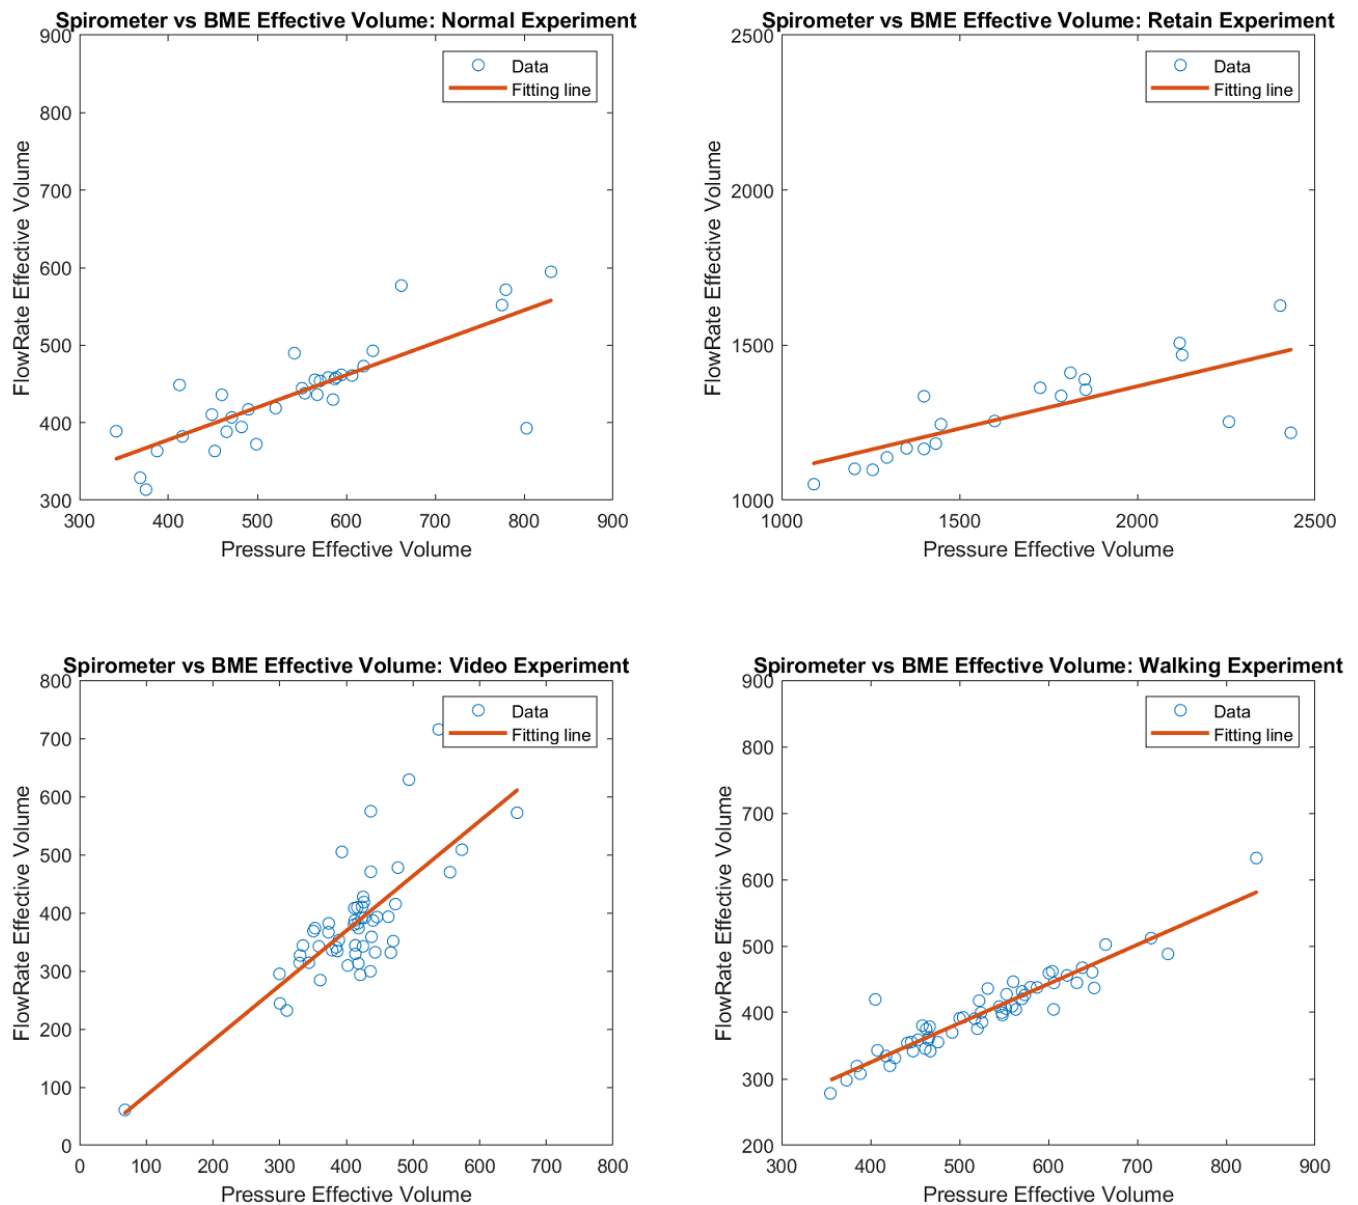 Spirometer vs BME Effective Volume: Normal Experiment
900
800
700
600
500
400
300
FlowRate Effective Volume
Data
Fitting line
300 400 500 600 700 800 900
Pressure Effective Volume
Spirometer vs BME Effective Volume: Retain Experiment
2500
2000
1500
1000
FlowRate Effective Volume
Data
Fitting line
1000 1500 2000 2500
Pressure Effective Volume
Spirometer vs BME Effective Volume: Video Experiment
800
700
600
500
400
300
200
100
0
FlowRate Effective Volume
Data
Fitting line
0 100 200 300 400 500 600 700 800
Pressure Effective Volume
Spirometer vs BME Effective Volume: Walking Experiment
900
800
700
600
500
400
300
200
FlowRate Effective Volume
Data
Fitting line
300 400 500 600 700 800 900
Pressure Effective Volume